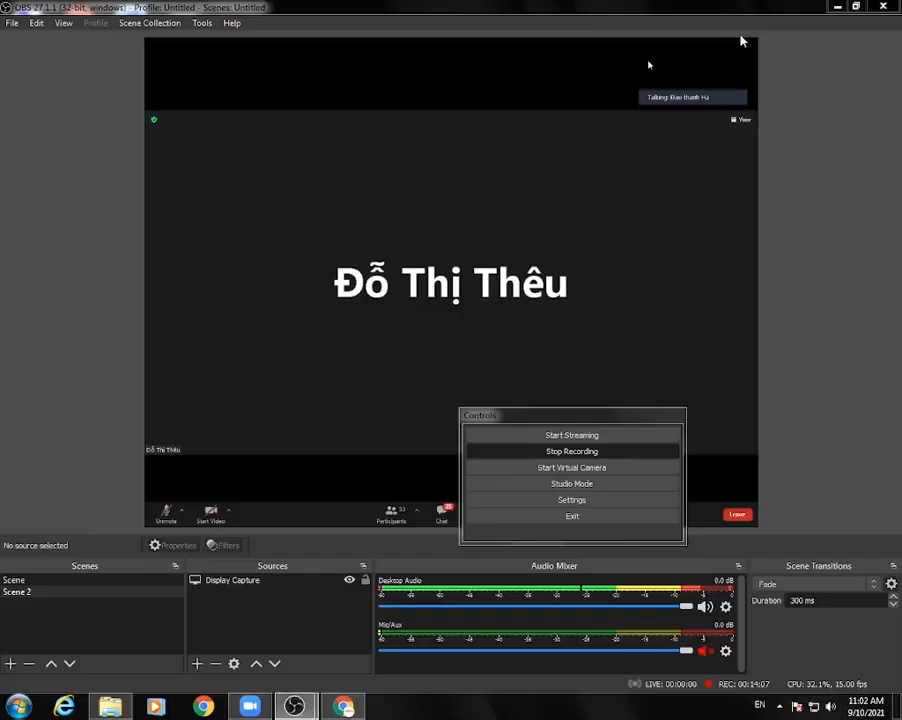 OBS 27.1.1 (32-bit, windows) - Profile: Untitled - Scenes: Untitled
File Edit View Profile Scene Collection Tools Help
Talking: Đào thanh Hà
View
Đỗ Thị Thêu
Đỗ Thị Thêu
Controls
Start Streaming
Stop Recording
Start Virtual Camera
Studio Mode
Settings
Exit
Unmute Start Video Participants Chat Leave
No source selected Properties Filters
Scenes Sources Audio Mixer Scene Transitions
Scene
Scene 2
Display Capture
Desktop Audio 0.0 dB
Mic/Aux 0.0 dB
Fade
Duration 300 ms
LIVE: 00:00:00 REC: 00:14:07 CPU: 32.1%, 15.00 fps
EN 11:02 AM
9/10/2021